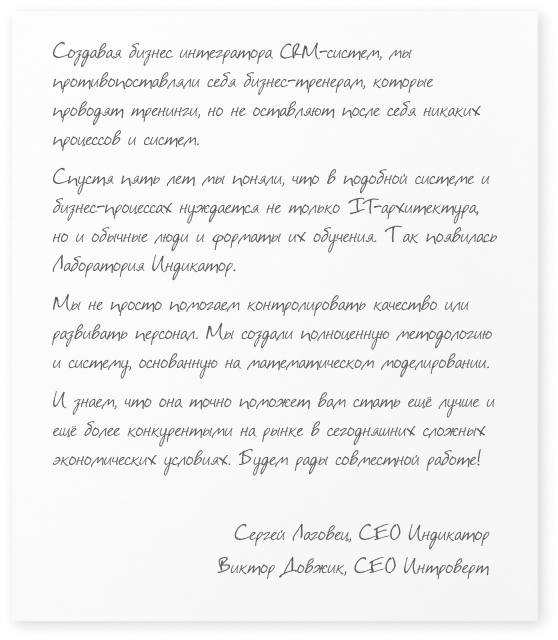 Создавая бизнес интегратора CRM-систем, мы
противопоставляли себя бизнес-тренерам, которые
проводят тренинги, но не оставляют после себя никаких
процессов и систем.
Спустя пять лет мы поняли, что в подобной системе и
бизнес-процессах нуждается не только IT-архитектура,
но и обычные люди и форматы их обучения. Так появилась
Лаборатория Индикатор.
Мы не просто помогаем контролировать качество или
развивать персонал. Мы создали полноценную методологию
и систему, основанную на математическом моделировании.
И знаем, что она точно поможет вам стать ещё лучше и
ещё более конкурентыми на рынке в сегодняшних сложных
экономических условиях. Будем рады совместной работе!
Сергей Лаговец, CEO Индикатор
Виктор Довжик, CEO Интроверт